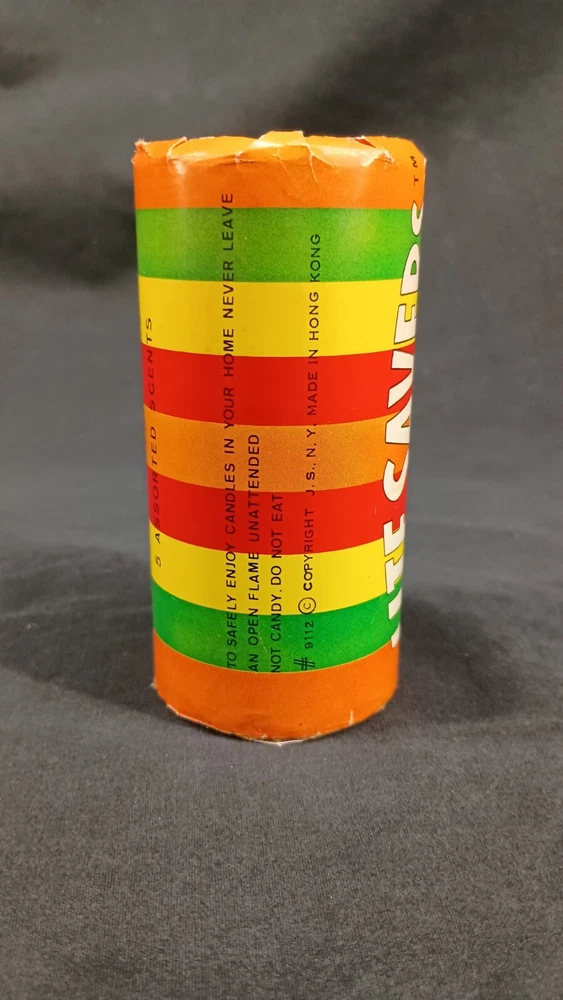 5 ASSORTED SCENTS
TO SAFELY ENJOY CANDLES IN YOUR HOME NEVER LEAVE
AN OPEN FLAME UNATTENDED
NOT CANDY, DO NOT EAT
# 9112 © COPYRIGHT J. S., N. Y. MADE IN HONG KONG
™